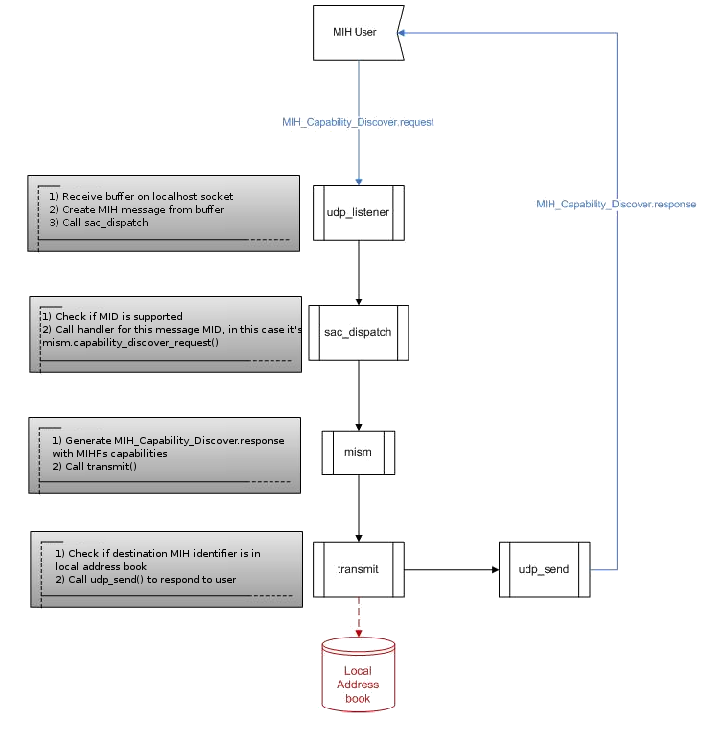 MIH User
MIH_Capability_Discover.request
MIH_Capability_Discover.response
1) Receive buffer on localhost socket
2) Create MIH message from buffer
3) Call sac_dispatch
udp_listener
1) Check if MID is supported
2) Call handler for this message MID, in this case it's
mism.capability_discover_request()
sac_dispatch
1) Generate MIH_Capability_Discover.response
with MIHFs capabilities
2) Call transmit()
mism
1) Check if destination MIH identifier is in
local address book
2) Call udp_send() to respond to user
transmit
udp_send
Local
Address
book